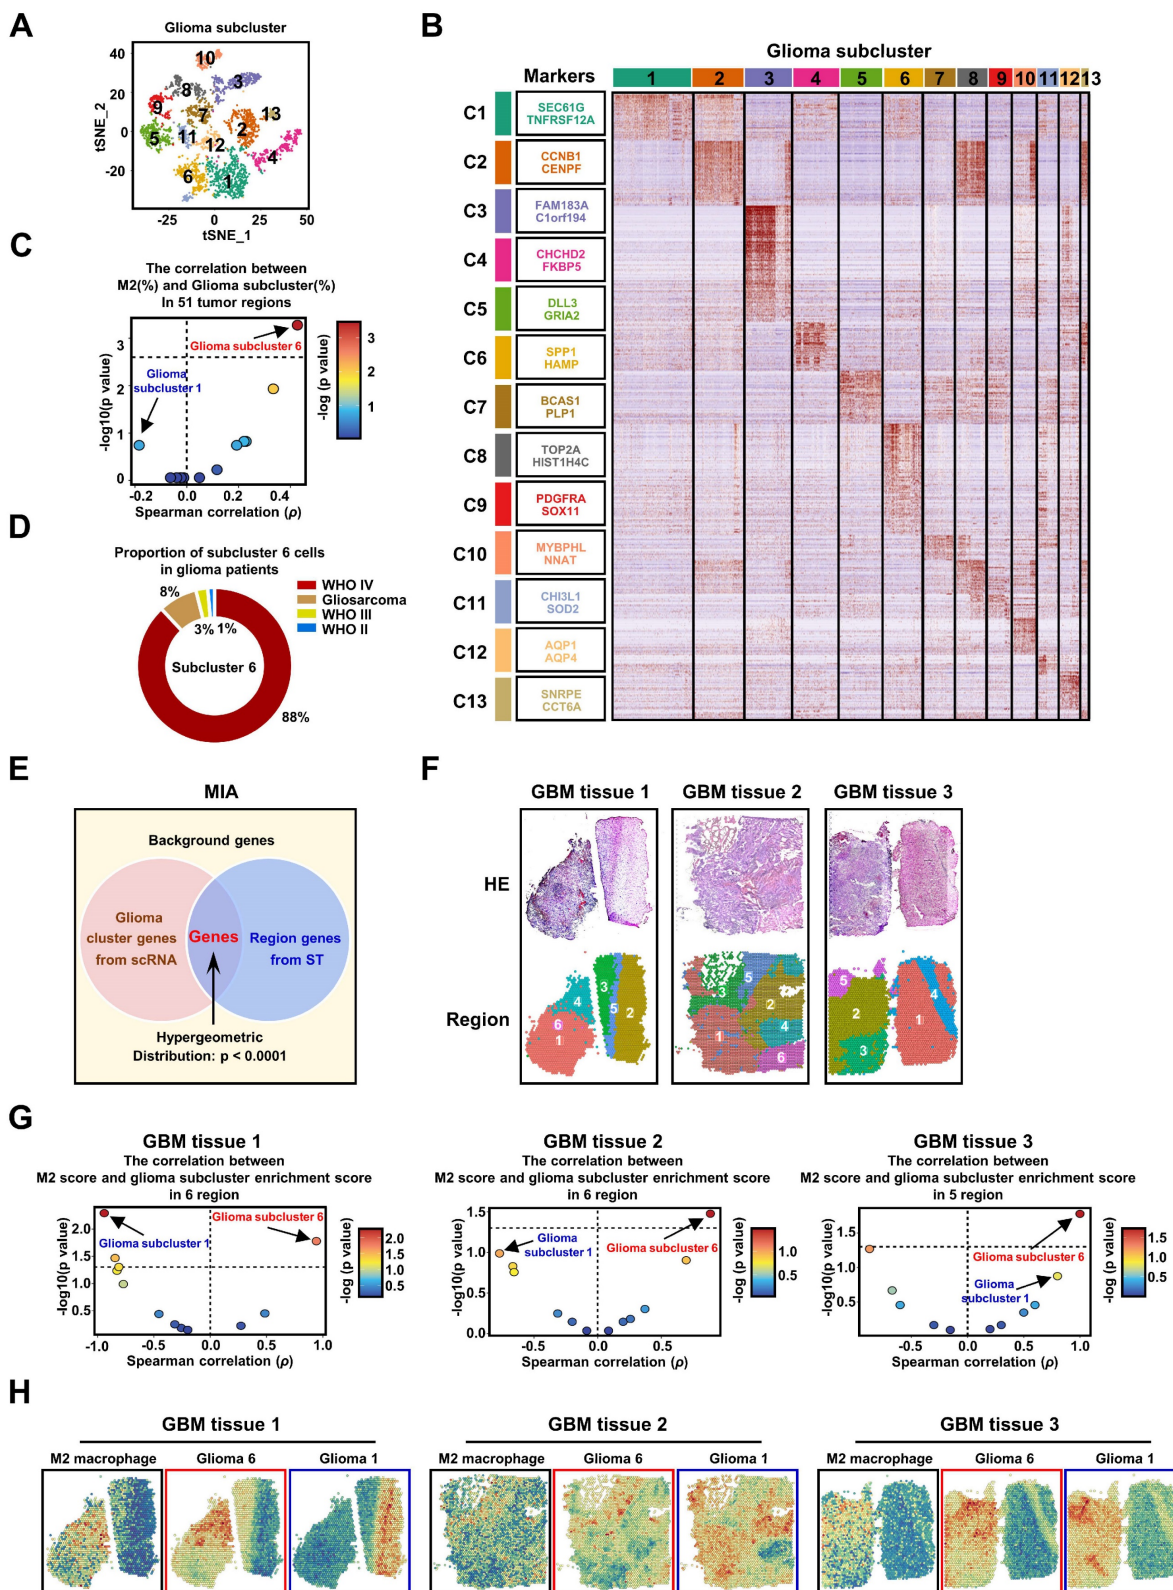 A
Glioma subcluster
40
20
0
-20
tSNE_2
10
3
8
9
7
13
5
11
2
12
4
6
1
-25
0
25
50
tSNE_1
B
Glioma subcluster
Markers
1
2
3
4
5
6
7
8
9
10
11
12
13
C1
SEC61G
TNFRSF12A
C2
CCNB1
CENPF
C3
FAM183A
C1orf194
C4
CHCHD2
FKBP5
C5
DLL3
GRIA2
C6
SPP1
HAMP
C7
BCAS1
PLP1
C8
TOP2A
HIST1H4C
C9
PDGFRA
SOX11
C10
MYBPHL
NNAT
C11
CHI3L1
SOD2
C12
AQP1
AQP4
C13
SNRPE
CCT6A
C
The correlation between
M2(%) and Glioma subcluster(%)
In 51 tumor regions
3
2
1
0
-log10(p value)
Glioma subcluster 6
Glioma
subcluster 1
-0.2
0.0
0.2
0.4
Spearman correlation (ρ)
3
2
1
-log (p value)
D
Proportion of subcluster 6 cells
in glioma patients
8%
3%
1%
88%
Subcluster 6
WHO IV
Gliosarcoma
WHO III
WHO II
E
MIA
Background genes
Glioma
cluster genes
from scRNA
Genes
Region genes
from ST
Hypergeometric
Distribution: p < 0.0001
F
GBM tissue 1
GBM tissue 2
GBM tissue 3
HE
Region
4
3
5
2
6
1
5
3
2
1
4
6
5
2
3
1
4
G
GBM tissue 1
The correlation between
M2 score and glioma subcluster enrichment score
in 6 region
2.0
1.5
1.0
0.5
-log10(p value)
Glioma subcluster 1
Glioma subcluster 6
-1.0
-0.5
0.0
0.5
1.0
Spearman correlation (ρ)
2.0
1.5
1.0
0.5
-log (p value)
GBM tissue 2
The correlation between
M2 score and glioma subcluster enrichment score
in 6 region
1.5
1.0
0.5
0.0
-log10(p value)
Glioma
subcluster 1
Glioma subcluster 6
-0.5
0.0
0.5
Spearman correlation (ρ)
1.0
0.5
-log (p value)
GBM tissue 3
The correlation between
M2 score and glioma subcluster enrichment score
in 5 region
1.5
1.0
0.5
-log10(p value)
Glioma subcluster 6
Glioma
subcluster 1
-0.5
0.0
0.5
1.0
Spearman correlation (ρ)
1.5
1.0
0.5
-log (p value)
H
GBM tissue 1
M2 macrophage
Glioma 6
Glioma 1
GBM tissue 2
M2 macrophage
Glioma 6
Glioma 1
GBM tissue 3
M2 macrophage
Glioma 6
Glioma 1